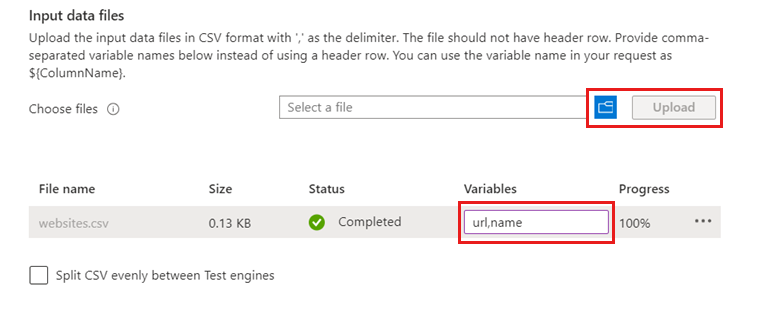 Input data files
Upload the input data files in CSV format with ',' as the delimiter. The file should not have header row. Provide comma-
separated variable names below instead of using a header row. You can use the variable name in your request as
${ColumnName}.
Choose files
Select a file
Upload
File name Size Status Variables Progress
websites.csv 0.13 KB Completed url,name 100%
Split CSV evenly between Test engines